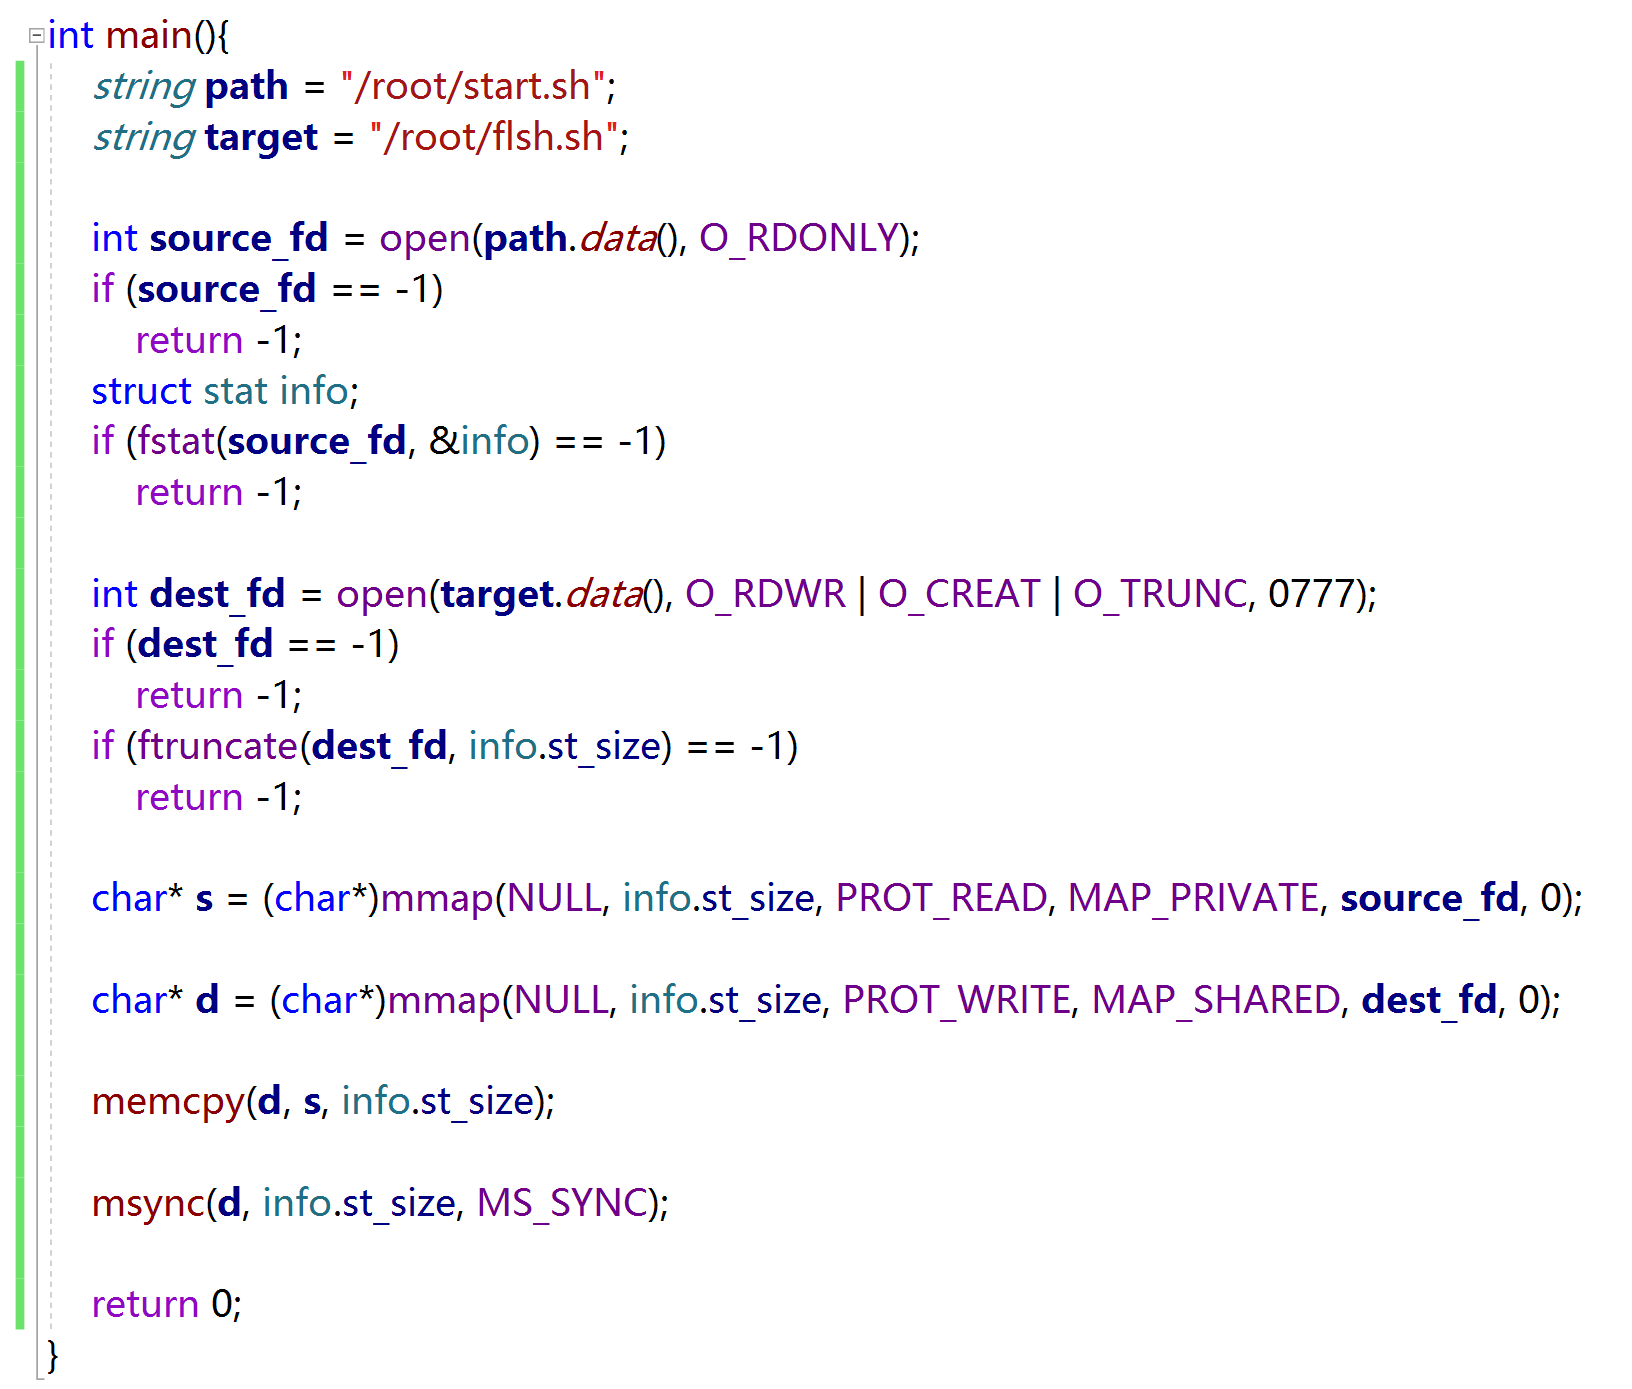 int main(){
string path = "/root/start.sh";
string target = "/root/flsh.sh";
int source_fd = open(path.data(), O_RDONLY);
if (source_fd == -1)
return -1;
struct stat info;
if (fstat(source_fd, &info) == -1)
return -1;
int dest_fd = open(target.data(), O_RDWR | O_CREAT | O_TRUNC, 0777);
if (dest_fd == -1)
return -1;
if (ftruncate(dest_fd, info.st_size) == -1)
return -1;
char* s = (char*)mmap(NULL, info.st_size, PROT_READ, MAP_PRIVATE, source_fd, 0);
char* d = (char*)mmap(NULL, info.st_size, PROT_WRITE, MAP_SHARED, dest_fd, 0);
memcpy(d, s, info.st_size);
msync(d, info.st_size, MS_SYNC);
return 0;
}